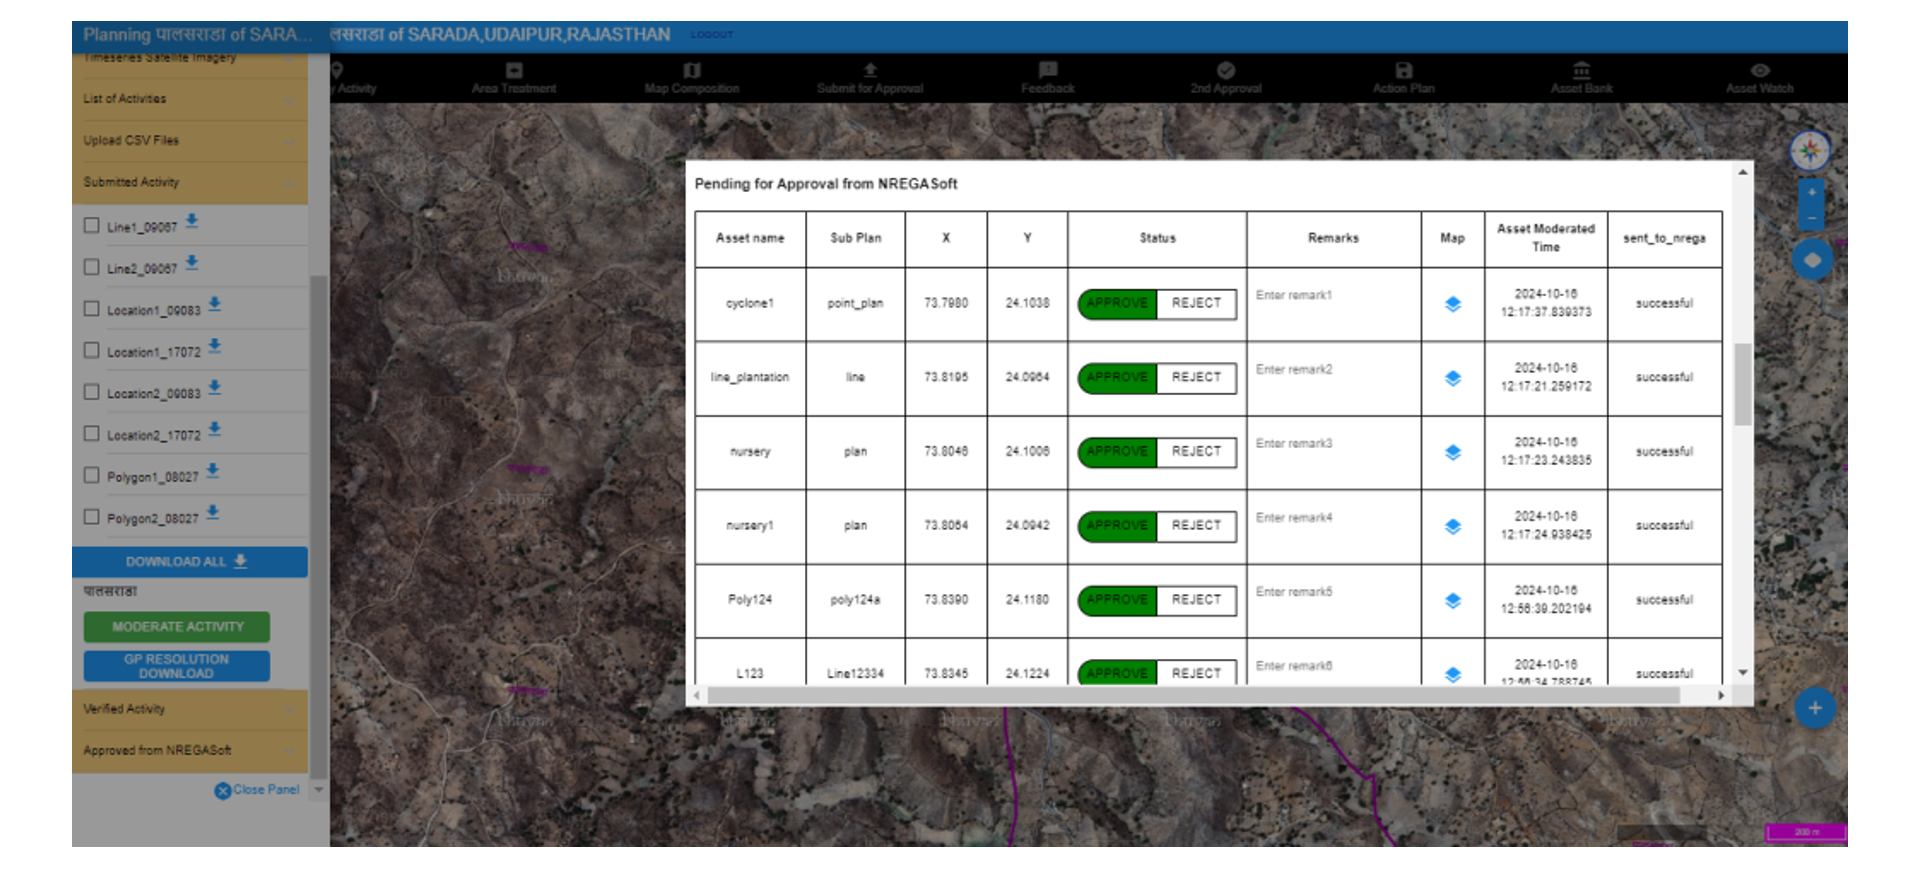 Planning पालसराडा of SARA...
लसराडा of SARADA,UDAIPUR,RAJASTHAN
LOGOUT
Timeseries Satellite Imagery
List of Activities
Upload CSV Files
Submitted Activity
Line1_09067
Line2_09067
Location1_09083
Location1_17072
Location2_09083
Location2_17072
Polygon1_08027
Polygon2_08027
DOWNLOAD ALL
पालसराडा
MODERATE ACTIVITY
GP RESOLUTION
DOWNLOAD
Verified Activity
Approved from NREGASoft
Close Panel
y Activity
Area Treatment
Map Composition
Submit for Approval
Feedback
2nd Approval
Action Plan
Asset Bank
Asset Watch
Pending for Approval from NREGASoft
Asset name Sub Plan X Y Status Remarks Map Asset Moderated Time sent_to_nrega
cyclone1 point_plan 73.7980 24.1038 APPROVE REJECT Enter remark1 2024-10-16 12:17:37.839373 successful
line_plantation line 73.8195 24.0964 APPROVE REJECT Enter remark2 2024-10-16 12:17:21.259172 successful
nursery plan 73.8046 24.1006 APPROVE REJECT Enter remark3 2024-10-16 12:17:23.243835 successful
nursery1 plan 73.8064 24.0942 APPROVE REJECT Enter remark4 2024-10-16 12:17:24.938425 successful
Poly124 poly124a 73.8390 24.1180 APPROVE REJECT Enter remark5 2024-10-16 12:56:39.202194 successful
L123 Line12334 73.8345 24.1224 APPROVE REJECT Enter remark6 2024-10-16 12:56:34.788745 successful
bhuvan
bhuvan
bhuvan
bhuvan
bhuvan
bhuvan
200 m